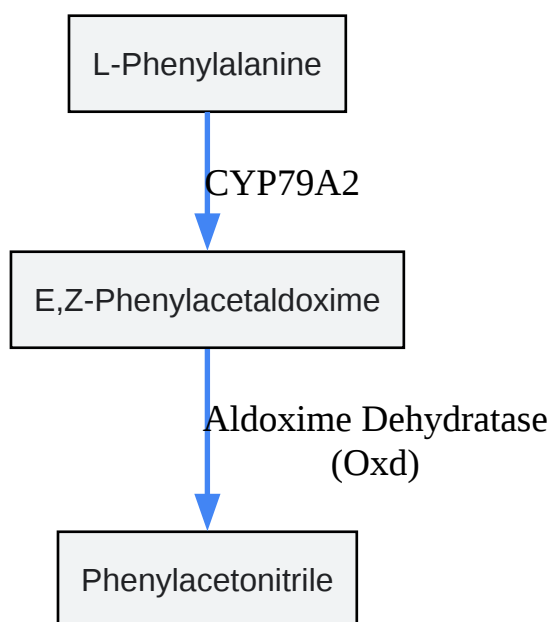 L-Phenylalanine
CYP79A2
E,Z-Phenylacetaldoxime
Aldoxime Dehydratase
(Oxd)
Phenylacetonitrile